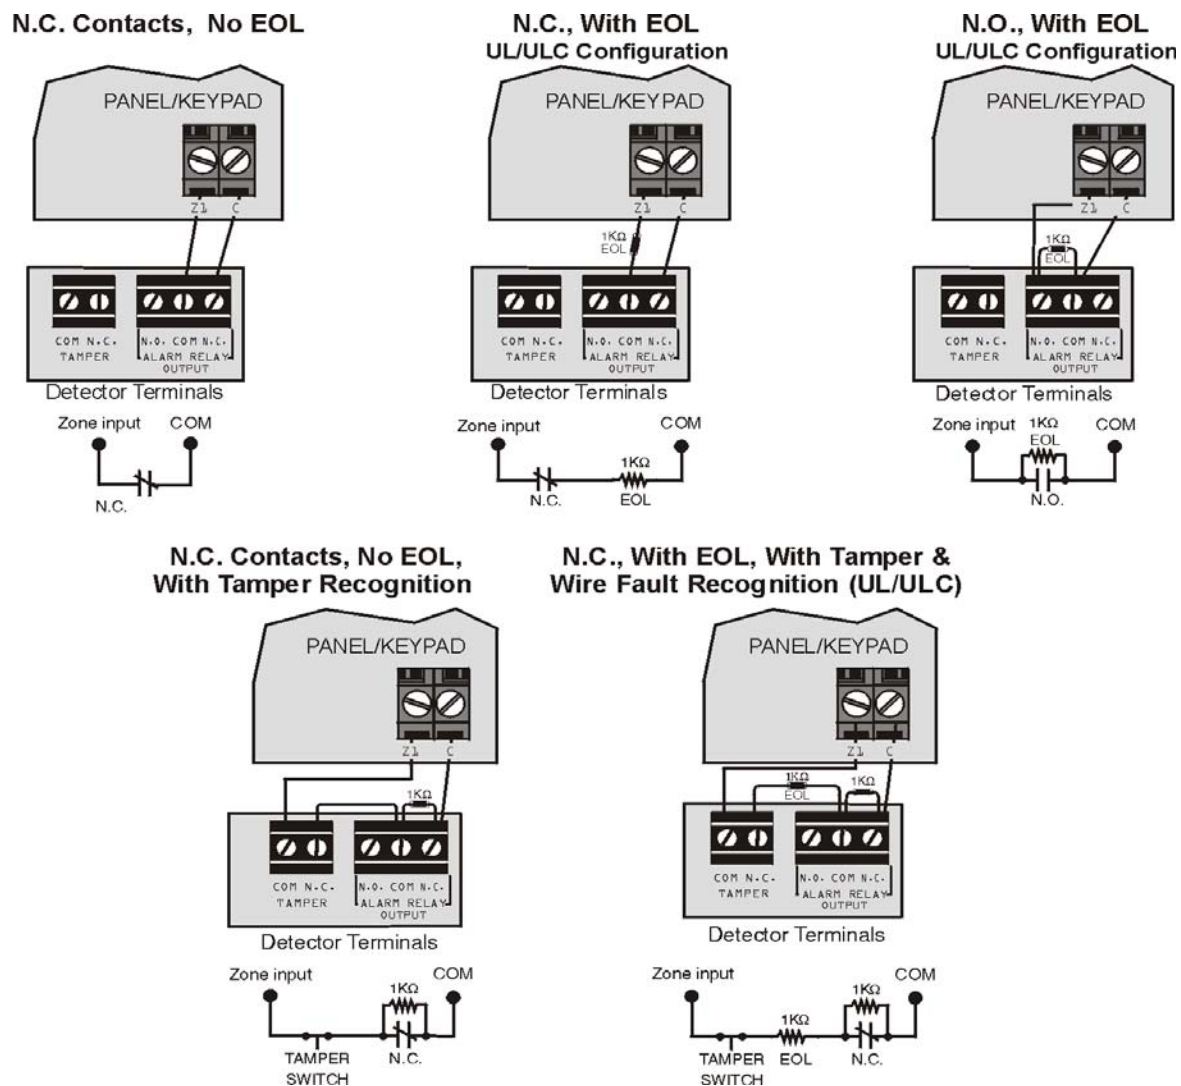 N.C. Contacts, No EOL
PANEL/KEYPAD
Z1 C
COM N.C. N.O. COM N.C.
TAMPER ALARM RELAY
OUTPUT
Detector Terminals
Zone input COM
N.C.
N.C., With EOL
UL/ULC Configuration
PANEL/KEYPAD
Z1 C
1KΩ
EOL
COM N.C. N.O. COM N.C.
TAMPER ALARM RELAY
OUTPUT
Detector Terminals
Zone input COM
1KΩ
N.C. EOL
N.O., With EOL
UL/ULC Configuration
PANEL/KEYPAD
Z1 C
1KΩ
EOL
COM N.C. N.O. COM N.C.
TAMPER ALARM RELAY
OUTPUT
Detector Terminals
Zone input COM
1KΩ
EOL
N.O.
N.C. Contacts, No EOL,
With Tamper Recognition
PANEL/KEYPAD
Z1 C
1KΩ
COM N.C. N.O. COM N.C.
TAMPER ALARM RELAY
OUTPUT
Detector Terminals
Zone input COM
1KΩ
TAMPER N.C.
SWITCH
N.C., With EOL, With Tamper &
Wire Fault Recognition (UL/ULC)
PANEL/KEYPAD
Z1 C
1KΩ 1KΩ
EOL
COM N.C. N.O. COM N.C.
TAMPER ALARM RELAY
OUTPUT
Detector Terminals
Zone input COM
1KΩ
1KΩ
TAMPER EOL N.C.
SWITCH